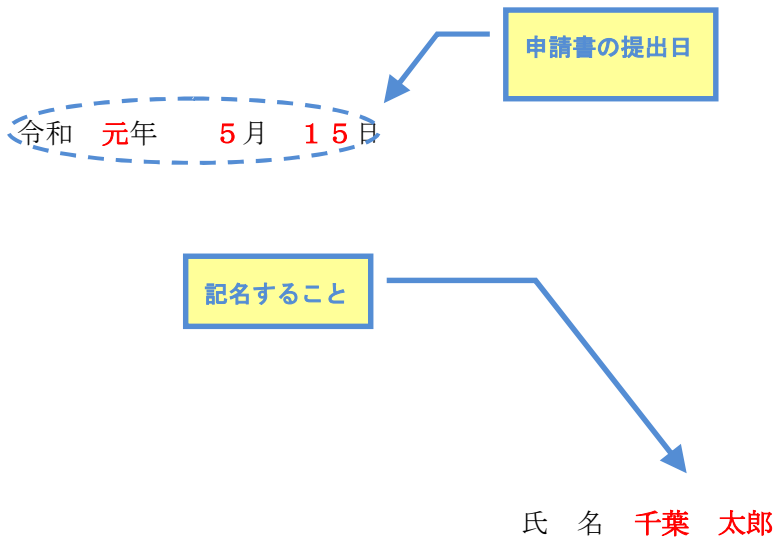 申請書の提出日
令和　元年　　５月　１５日
記名すること
氏　名　千葉　太郎